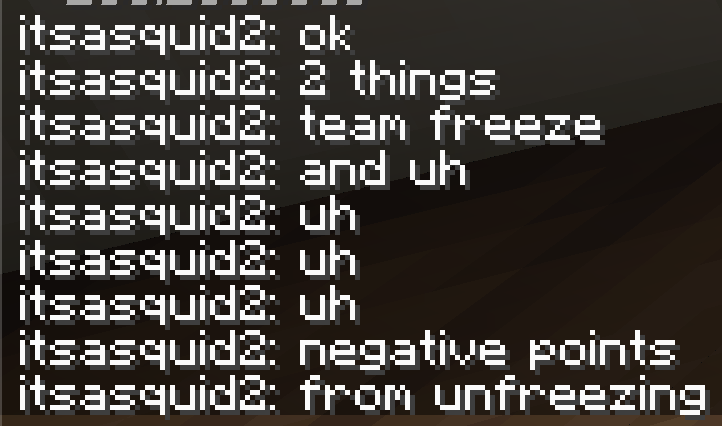 itsasquid2: ok
itsasquid2: 2 things
itsasquid2: team freeze
itsasquid2: and uh
itsasquid2: uh
itsasquid2: uh
itsasquid2: uh
itsasquid2: negative points
itsasquid2: from unfreezing